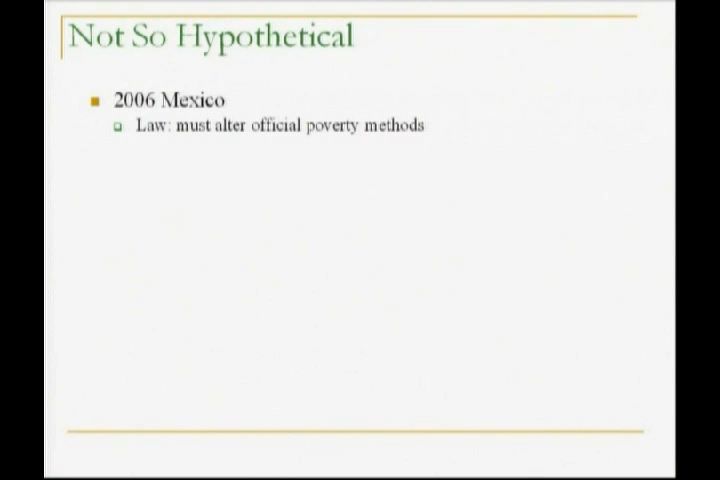 Not So Hypothetical
2006 Mexico
Law: must alter official poverty methods